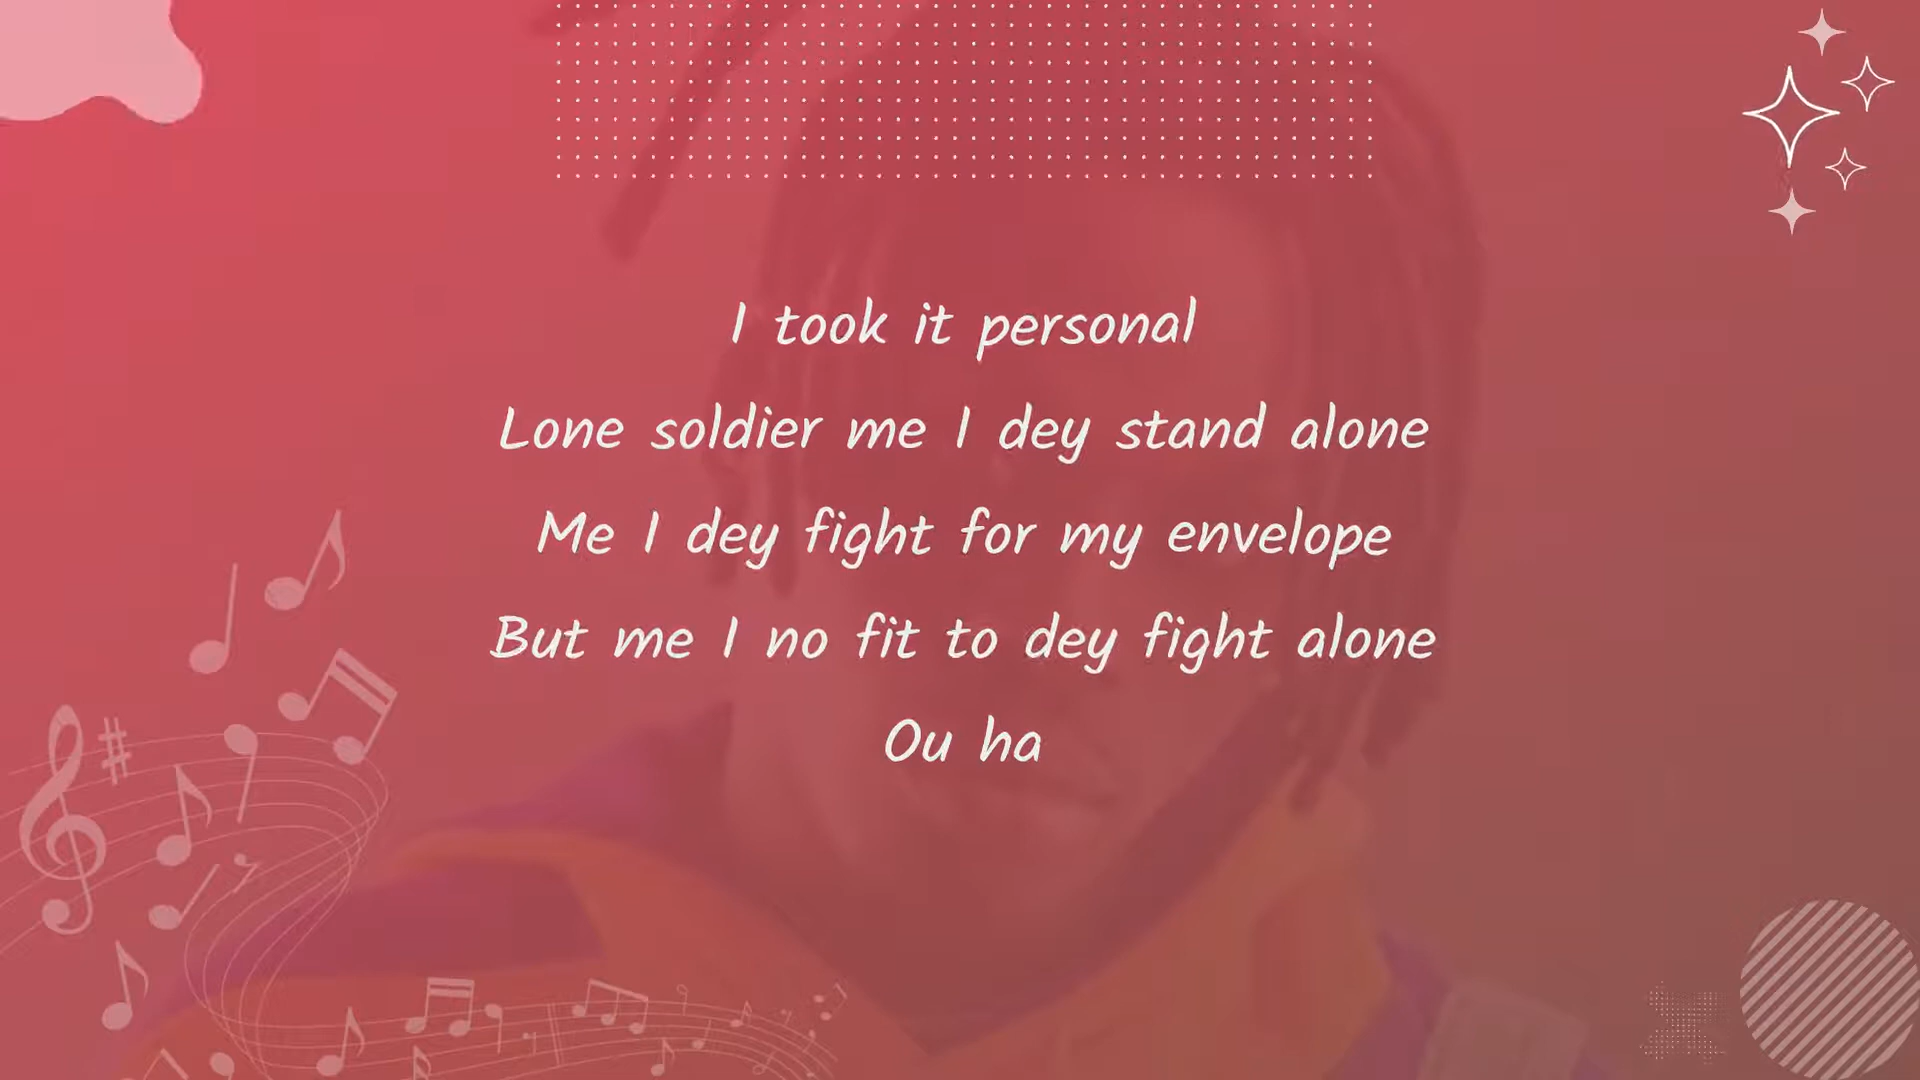 I took it personal
Lone soldier me I dey stand alone
Me I dey fight for my envelope
But me I no fit to dey fight alone
Ou ha